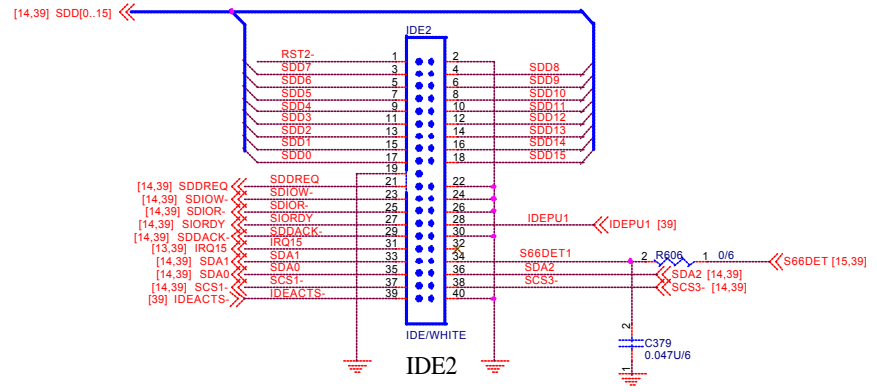 [14,39] SDD[0..15]
IDE2
RST2- 1 2
SDD7 3 4 SDD8
SDD6 5 6 SDD9
SDD5 7 8 SDD10
SDD4 9 10 SDD11
SDD3 11 12 SDD12
SDD2 13 14 SDD13
SDD1 15 16 SDD14
SDD0 17 18 SDD15
19
[14,39] SDDREQ SDDREQ 21 22
[14,39] SDIOW- SDIOW- 23 24
[14,39] SDIOR- SDIOR- 25 26
[14,39] SIORDY SIORDY 27 28 IDEPU1 IDEPU1 [39]
[14,39] SDDACK- SDDACK- 29 30
[13,39] IRQ15 IRQ15 31 32
[14,39] SDA1 SDA1 33 34 S66DET1 2 R606 1 0/6 S66DET [15,39]
[14,39] SDA0 SDA0 35 36 SDA2 SDA2 [14,39]
[14,39] SCS1- SCS1- 37 38 SCS3- SCS3- [14,39]
[39] IDEACTS- IDEACTS- 39 40
IDE/WHITE
IDE2
2
C379
0.047U/6
1